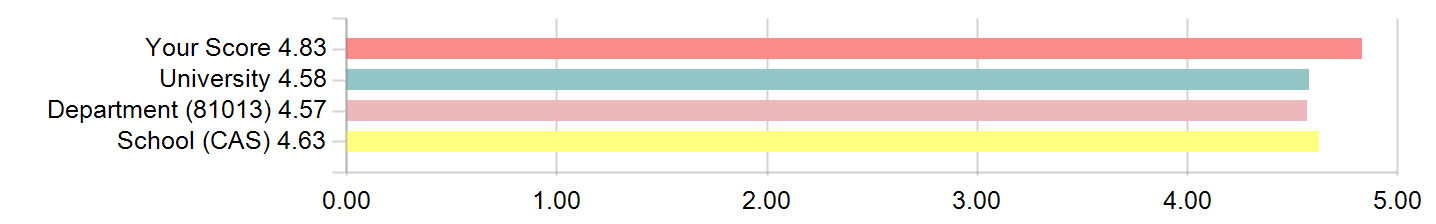 Your Score 4.83
University 4.58
Department (81013) 4.57
School (CAS) 4.63
0.00 1.00 2.00 3.00 4.00 5.00